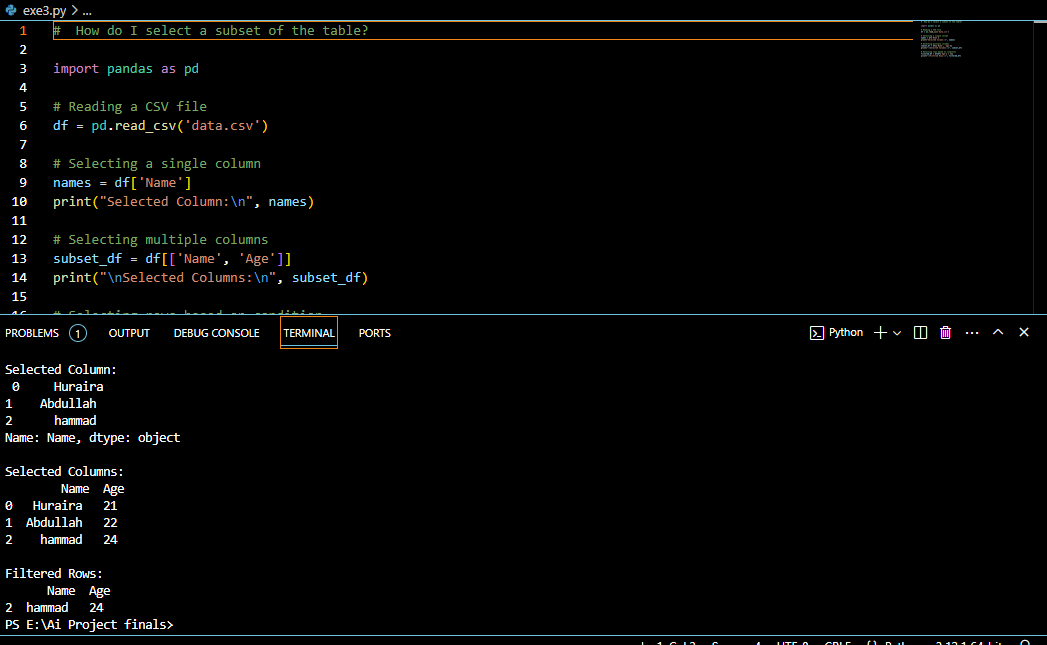 exe3.py > ...
1 # How do I select a subset of the table?
2
3 import pandas as pd
4
5 # Reading a CSV file
6 df = pd.read_csv('data.csv')
7
8 # Selecting a single column
9 names = df['Name']
10 print("Selected Column:\n", names)
11
12 # Selecting multiple columns
13 subset_df = df[['Name', 'Age']]
14 print("\nSelected Columns:\n", subset_df)
15
16 # Selecting rows based on condition
PROBLEMS 1 OUTPUT DEBUG CONSOLE TERMINAL PORTS Python
Selected Column:
 0     Huraira
1    Abdullah
2      hammad
Name: Name, dtype: object
Selected Columns:
        Name  Age
0   Huraira   21
1  Abdullah   22
2    hammad   24
Filtered Rows:
      Name  Age
2  hammad   24
PS E:\Ai Project finals>